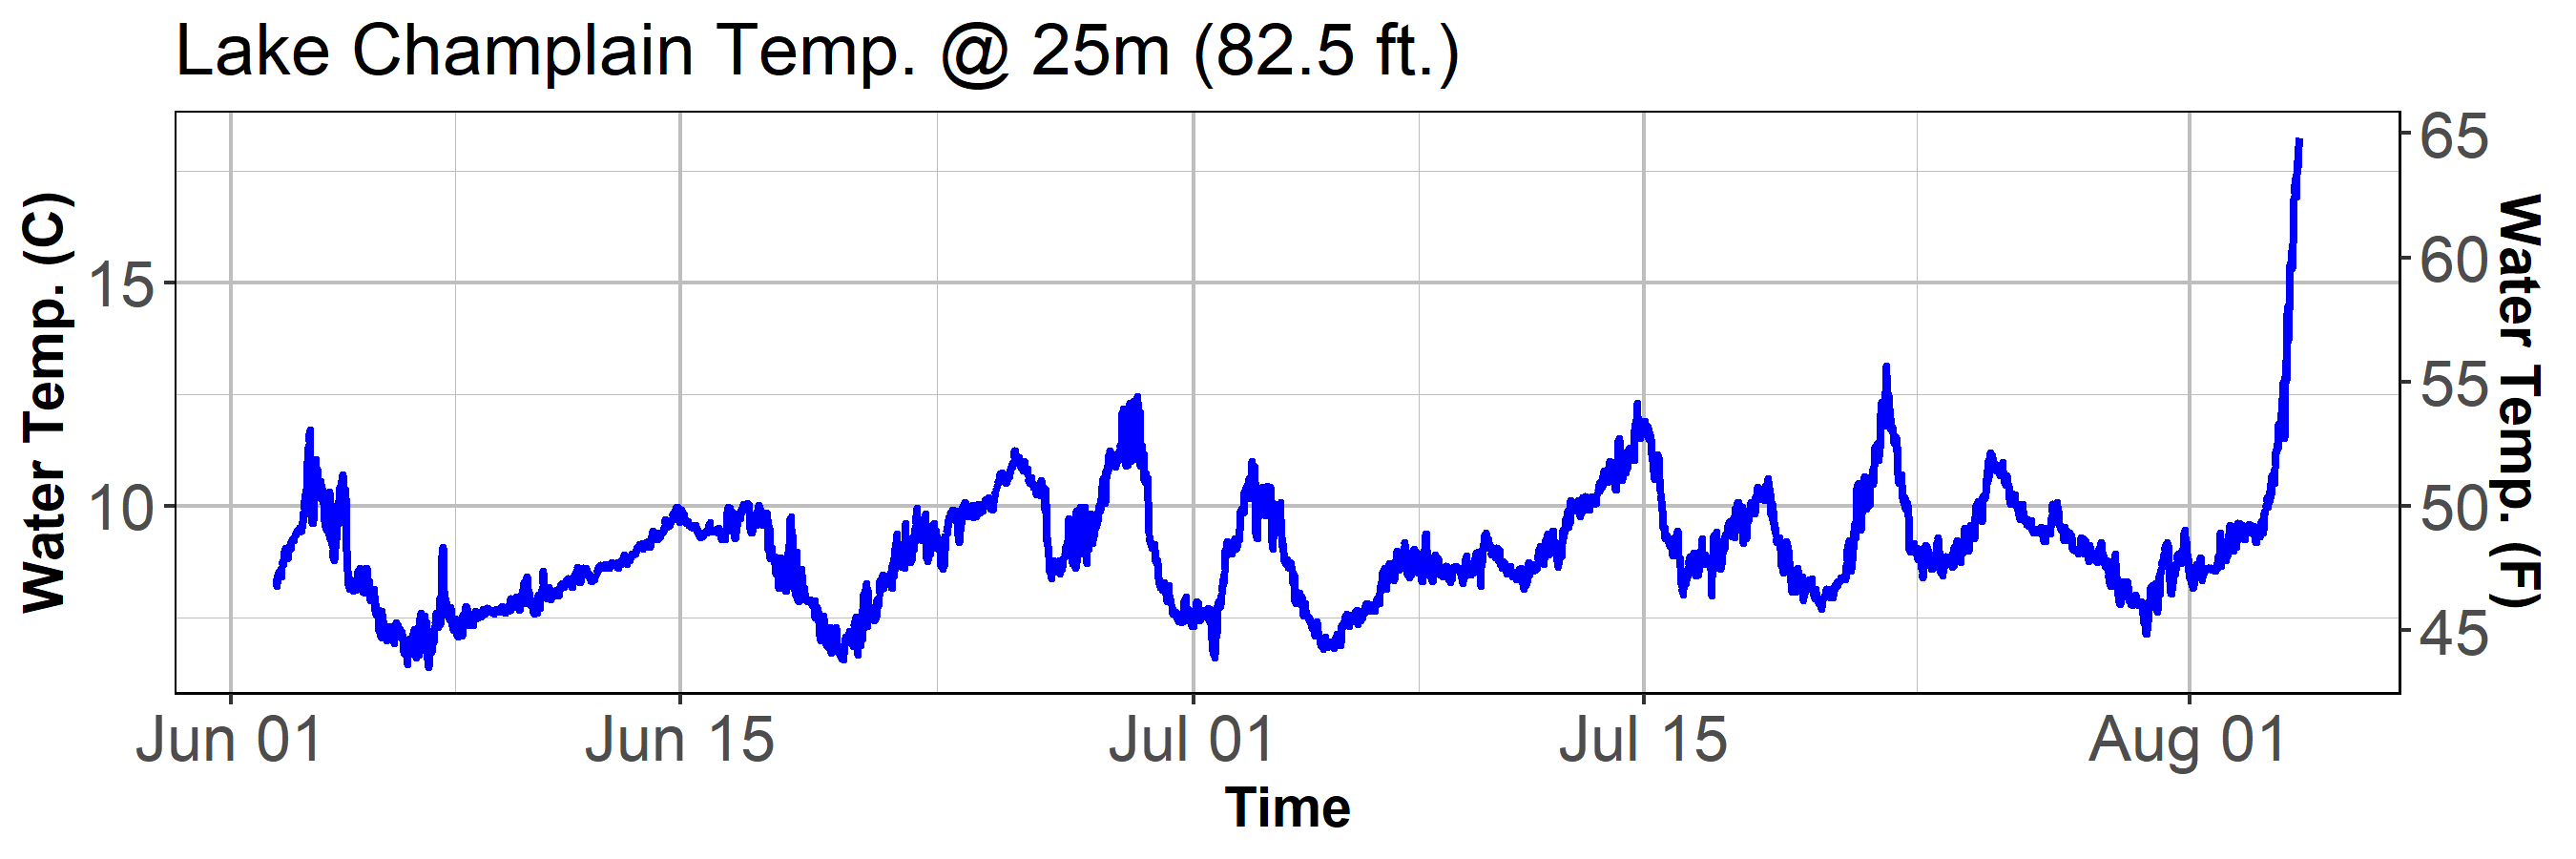 Lake Champlain Temp. @ 25m (82.5 ft.)
Water Temp. (C)
15
10
65
60
55
50
45
Water Temp. (F)
Jun 01
Jun 15
Jul 01
Jul 15
Aug 01
Time